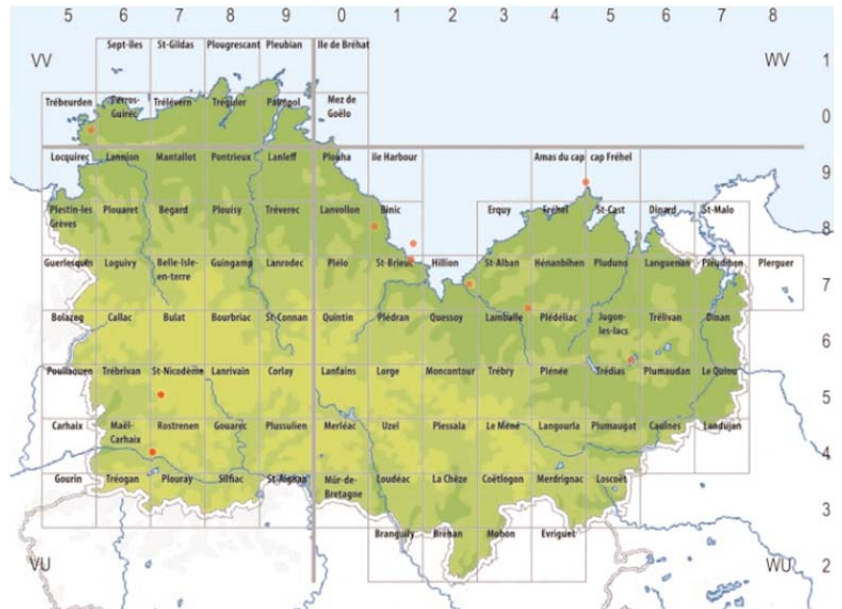 5 6 7 8 9 0 1 2 3 4 5 6 7 8
Sept-îles St-Gildas Plougrescant Pleubian Ile de Bréhat
VV WV 1
Trébeurden Perros-Guirec Trélévern Tréguier Paimpol Mez de Goëlo 0
Locquirec Lannion Mantallot Pontrieux Lanleff Plouha île Harbour Amas du cap cap Fréhel 9
Plestin-les Grèves Plouaret Begard Plouisy Tréverec Lanvollon Binic Erquy Fréhel St-Cast Dinard St-Malo 8
Guerlesquin Loguivy Belle-Isle-en-terre Guingamp Lanrodec Plélo St-Brieuc Hillion St-Alban Hénanbihen Pluduno Languenan Pleudihen Plerguer 7
Bolazeg Callac Bulat Bourbriac St-Connan Quintin Plédran Quessoy Lamballe Plédéliac Jugon-les-lacs Trélivan Dinan 6
Poullaouen Trébrivan St-Nicodème Lanrivain Corlay Lanfains Lorge Moncontour Trébry Plénée Trédias Plumaudan Le Quiou 5
Carhaix Maël-Carhaix Rostrenen Gouarec Plussulien Merléac Uzel Plessala Le Mené Langourla Plumaugat Caulnes Landujan 4
Gourin Tréogan Plouray Silfiac St-Aignan Mûr-de-Bretagne Loudéac La Chèze Coëtlogon Merdrignac Loscoët 3
Branguily Bréhan Mohon Evriguet
VU WU 2